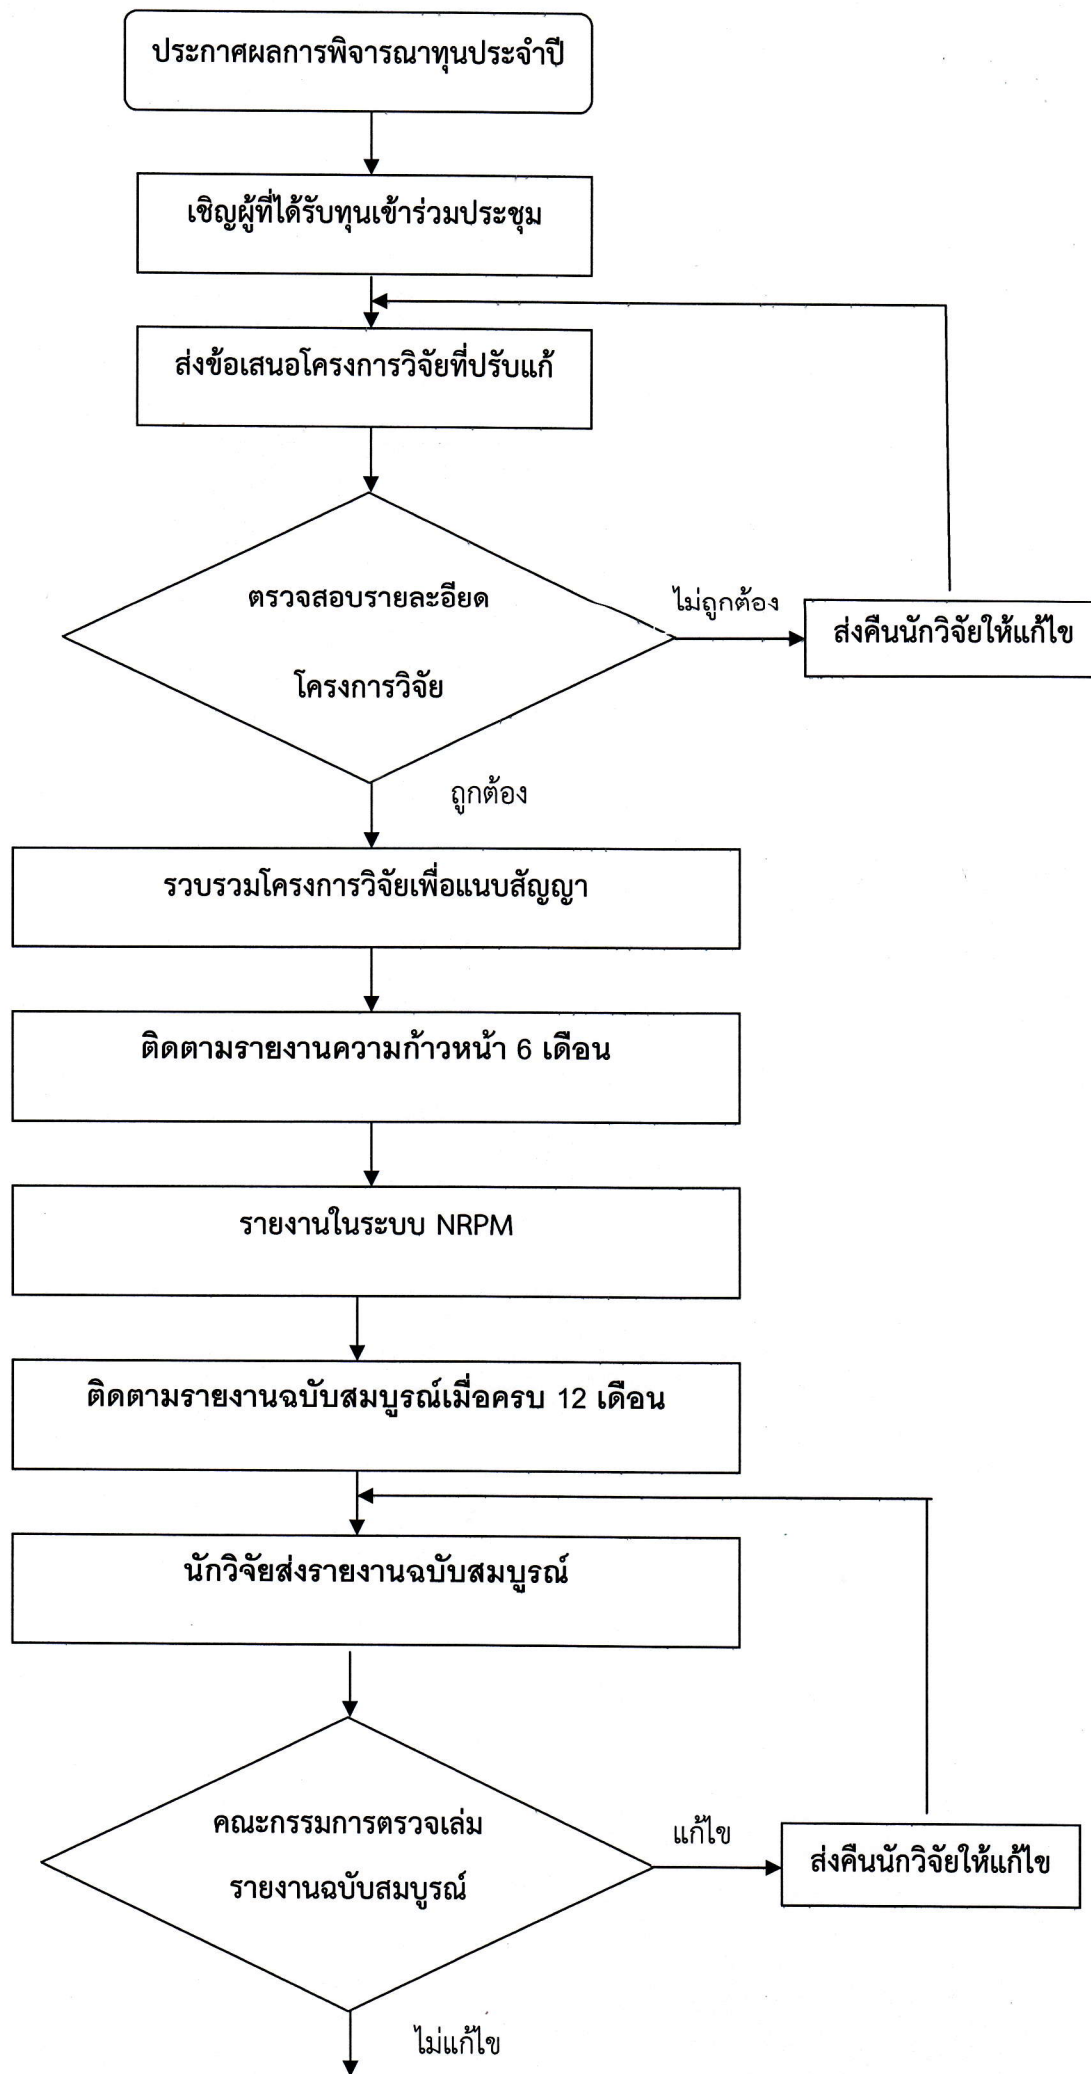 ประกาศผลการพิจารณาทุนประจำปี
เชิญผู้ที่ได้รับทุนเข้าร่วมประชุม
ส่งข้อเสนอโครงการวิจัยที่ปรับแก้
ตรวจสอบรายละอียด
โครงการวิจัย
ไม่ถูกต้อง
ส่งคืนนักวิจัยให้แก้ไข
ถูกต้อง
รวบรวมโครงการวิจัยเพื่อแนบสัญญา
ติดตามรายงานความก้าวหน้า 6 เดือน
รายงานในระบบ NRPM
ติดตามรายงานฉบับสมบูรณ์เมื่อครบ 12 เดือน
นักวิจัยส่งรายงานฉบับสมบูรณ์
คณะกรรมการตรวจเล่ม
รายงานฉบับสมบูรณ์
แก้ไข
ส่งคืนนักวิจัยให้แก้ไข
ไม่แก้ไข